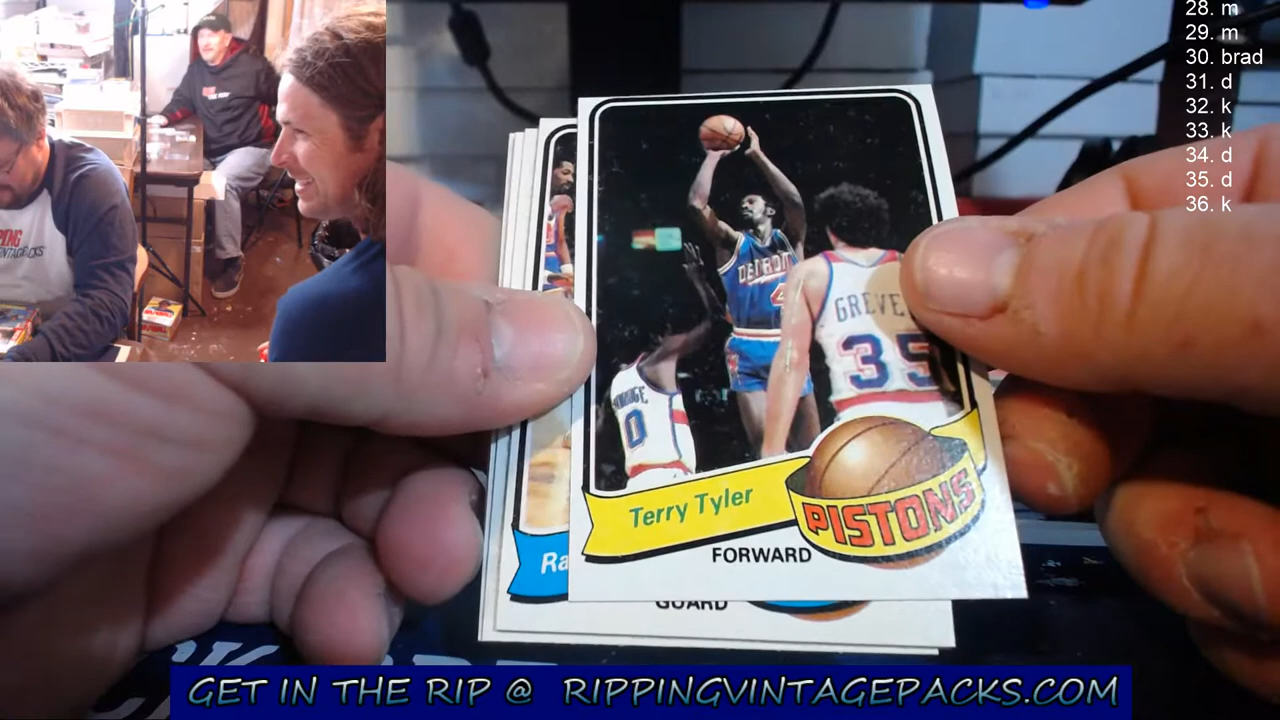 28. m
29. m
30. brad
31. d
32. k
33. k
34. d
35. d
36. k
DETROIT
GREVE
35
0
Terry Tyler
PISTONS
FORWARD
Ra
GUARD
GET IN THE RIP @ RIPPINGVINTAGEPACKS.COM